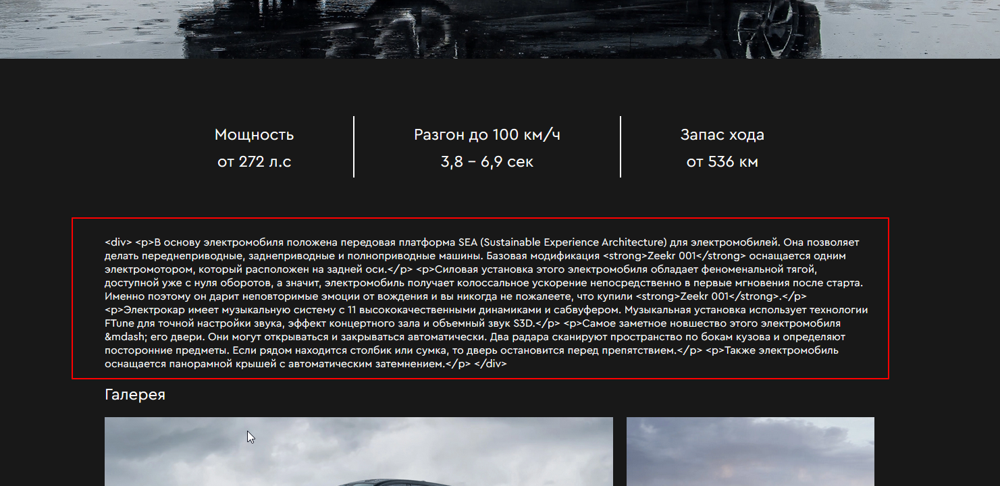 Мощность
от 272 л.с
Разгон до 100 км/ч
3,8 – 6,9 сек
Запас хода
от 536 км
<div> <p>В основу электромобиля положена передовая платформа SEA (Sustainable Experience Architecture) для электромобилей. Она позволяет
делать переднеприводные, заднеприводные и полноприводные машины. Базовая модификация <strong>Zeekr 001</strong> оснащается одним
электромотором, который расположен на задней оси.</p> <p>Силовая установка этого электромобиля обладает феноменальной тягой,
доступной уже с нуля оборотов, а значит, электромобиль получает колоссальное ускорение непосредственно в первые мгновения после старта.
Именно поэтому он дарит неповторимые эмоции от вождения и вы никогда не пожалеете, что купили <strong>Zeekr 001</strong>.</p>
<p>Электрокар имеет музыкальную систему с 11 высококачественными динамиками и сабвуфером. Музыкальная установка использует технологии
FTune для точной настройки звука, эффект концертного зала и объемный звук S3D.</p> <p>Самое заметное новшество этого электромобиля
&mdash; его двери. Они могут открываться и закрываться автоматически. Два радара сканируют пространство по бокам кузова и определяют
посторонние предметы. Если рядом находится столбик или сумка, то дверь остановится перед препятствием.</p> <p>Также электромобиль
оснащается панорамной крышей с автоматическим затемнением.</p> </div>
Галерея